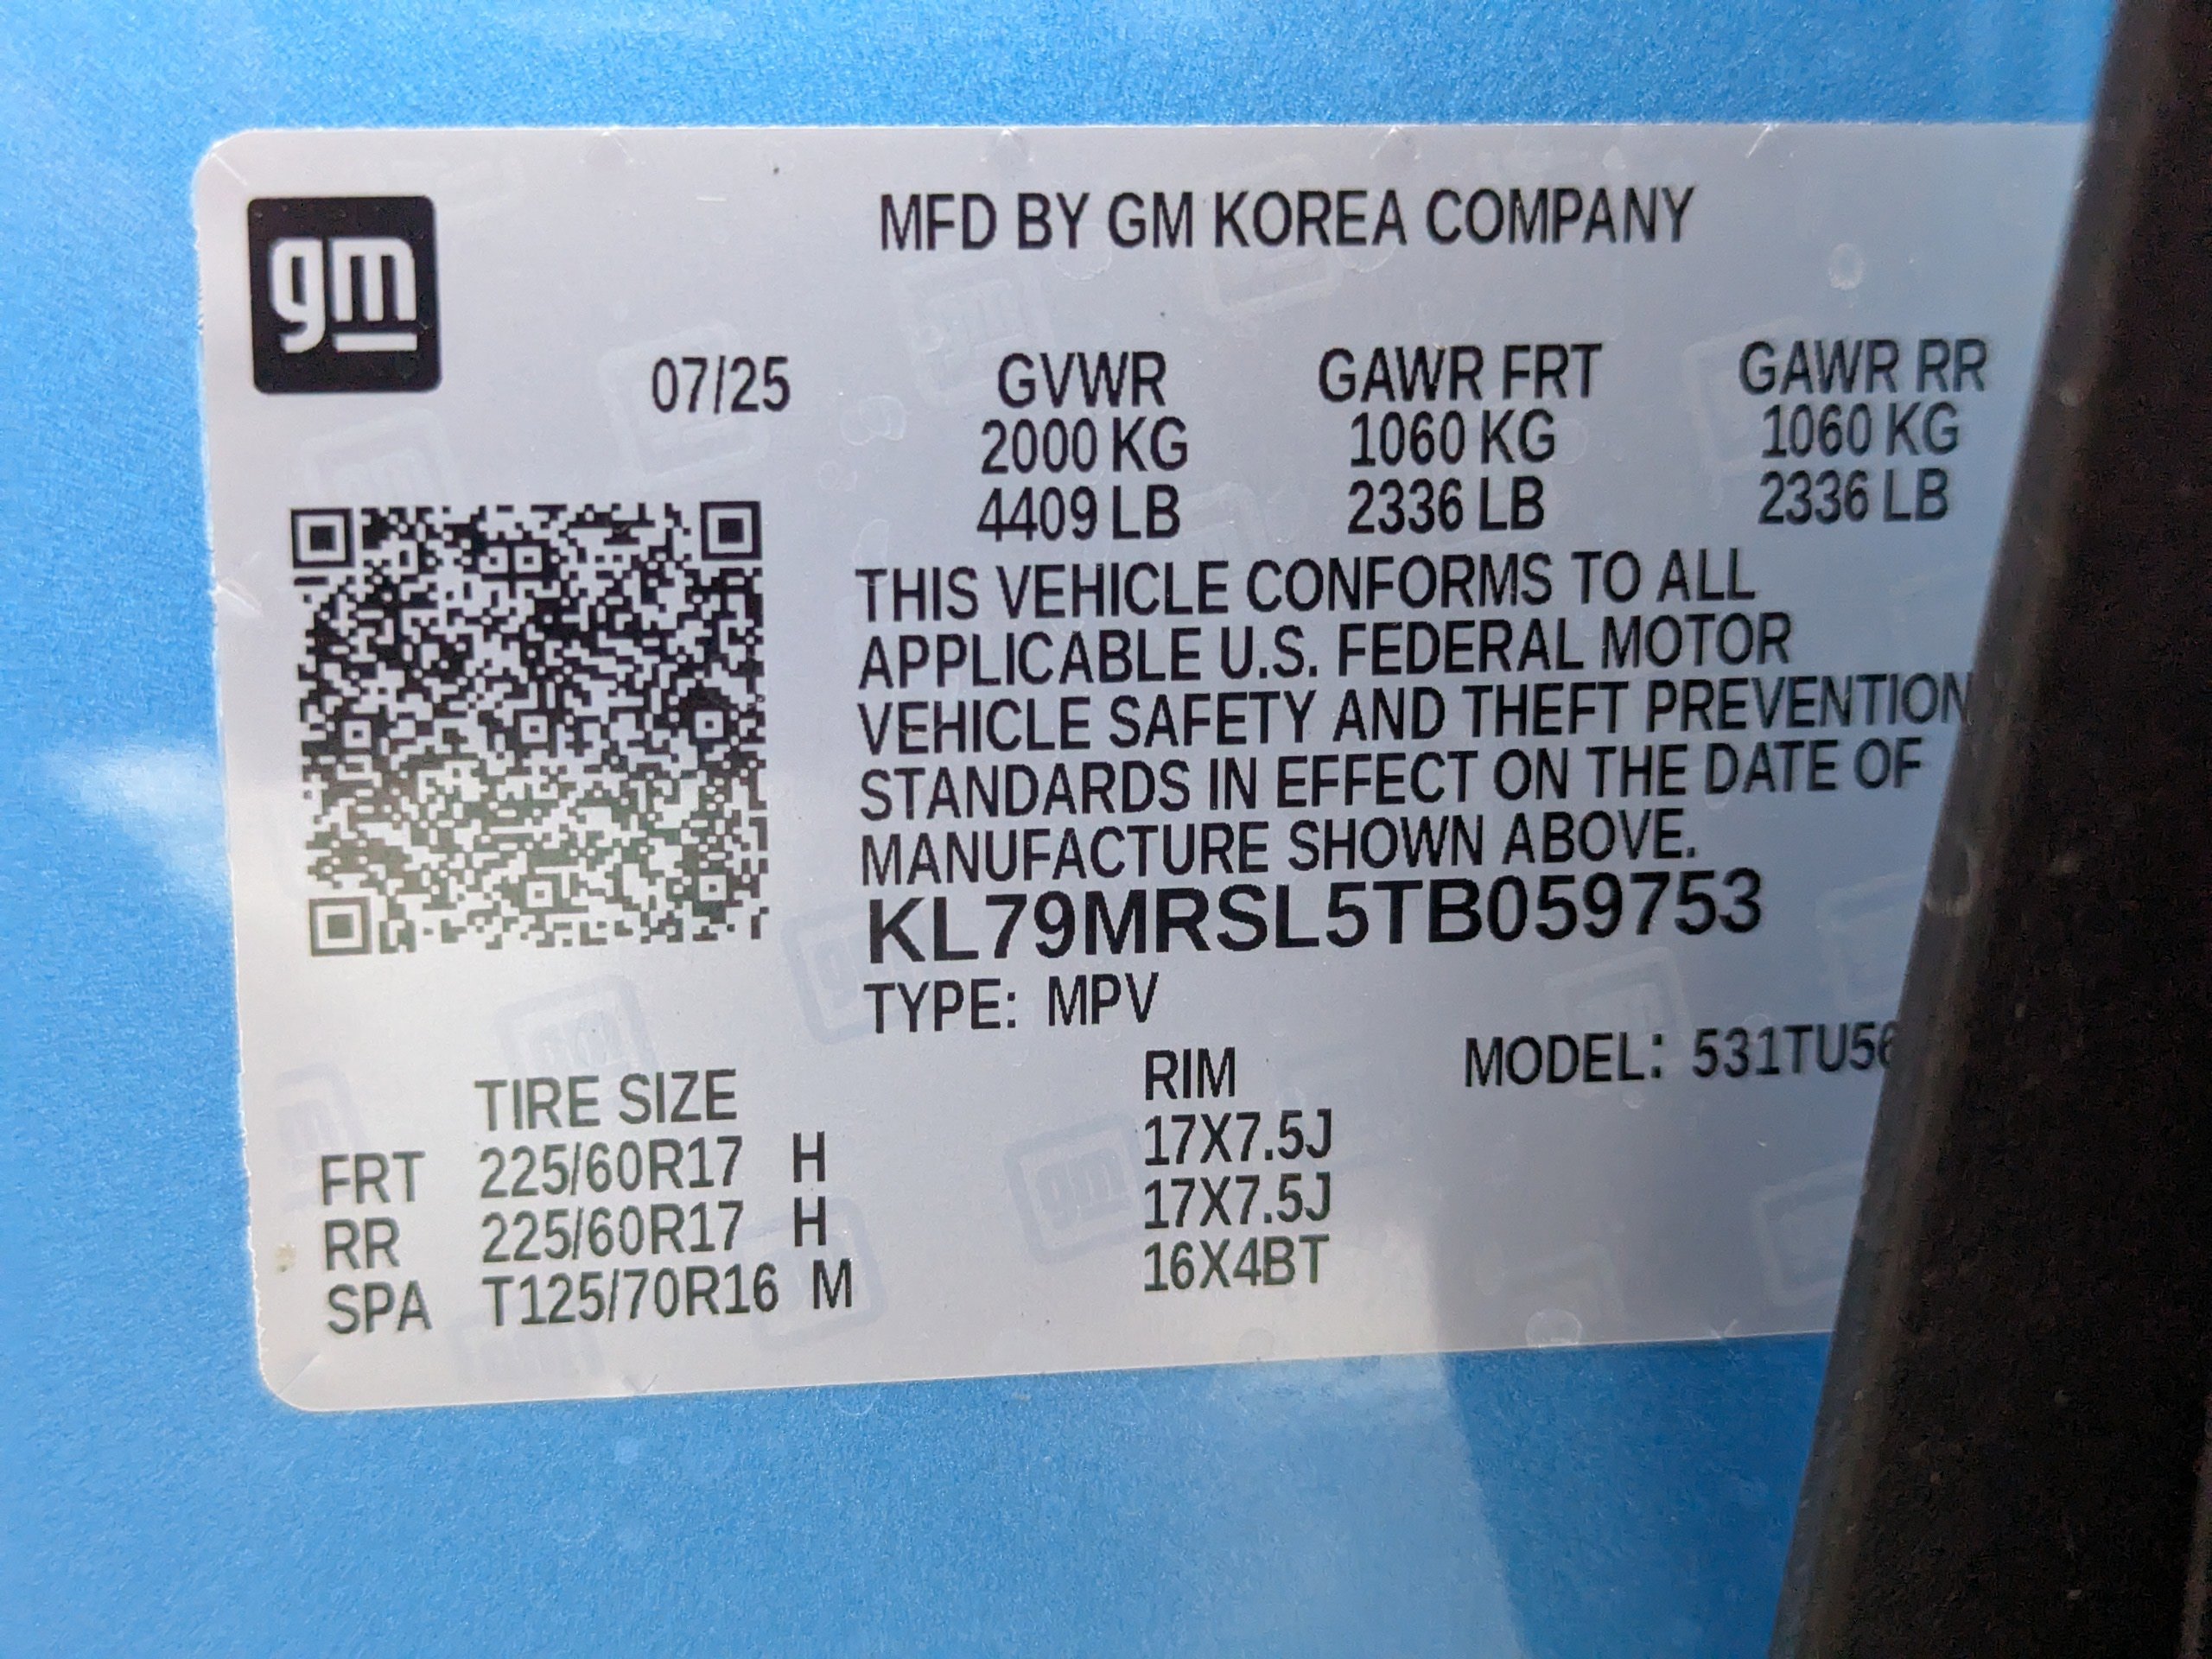 gm
MFD BY GM KOREA COMPANY
07/25 GVWR GAWR FRT GAWR RR
2000 KG 1060 KG 1060 KG
4409 LB 2336 LB 2336 LB
THIS VEHICLE CONFORMS TO ALL
APPLICABLE U.S. FEDERAL MOTOR
VEHICLE SAFETY AND THEFT PREVENTION
STANDARDS IN EFFECT ON THE DATE OF
MANUFACTURE SHOWN ABOVE.
KL79MRSL5TB059753
TYPE: MPV
TIRE SIZE RIM MODEL: 531TU56
FRT 225/60R17 H 17X7.5J
RR 225/60R17 H 17X7.5J
SPA T125/70R16 M 16X4BT